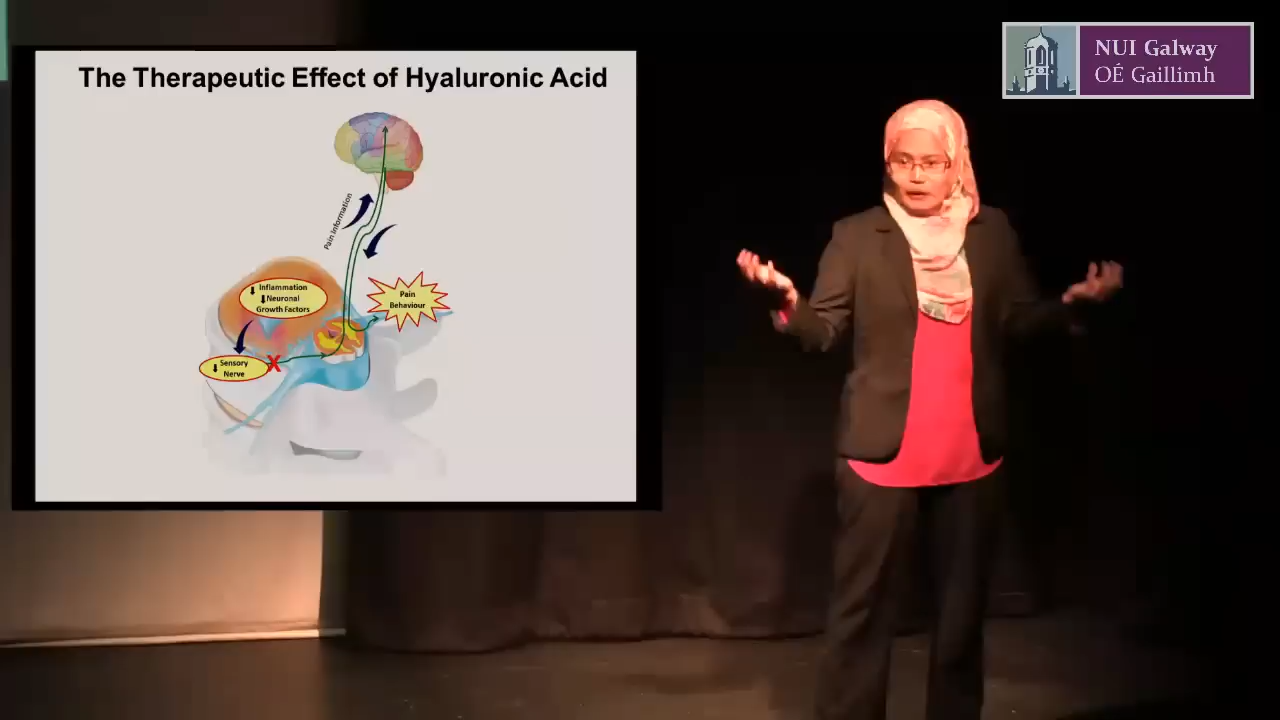 The Therapeutic Effect of Hyaluronic Acid
Pain Information
Inflammation
Neuronal
Growth Factors
Pain
Behaviour
Sensory
Nerve
X
NUI Galway
OÉ Gaillimh